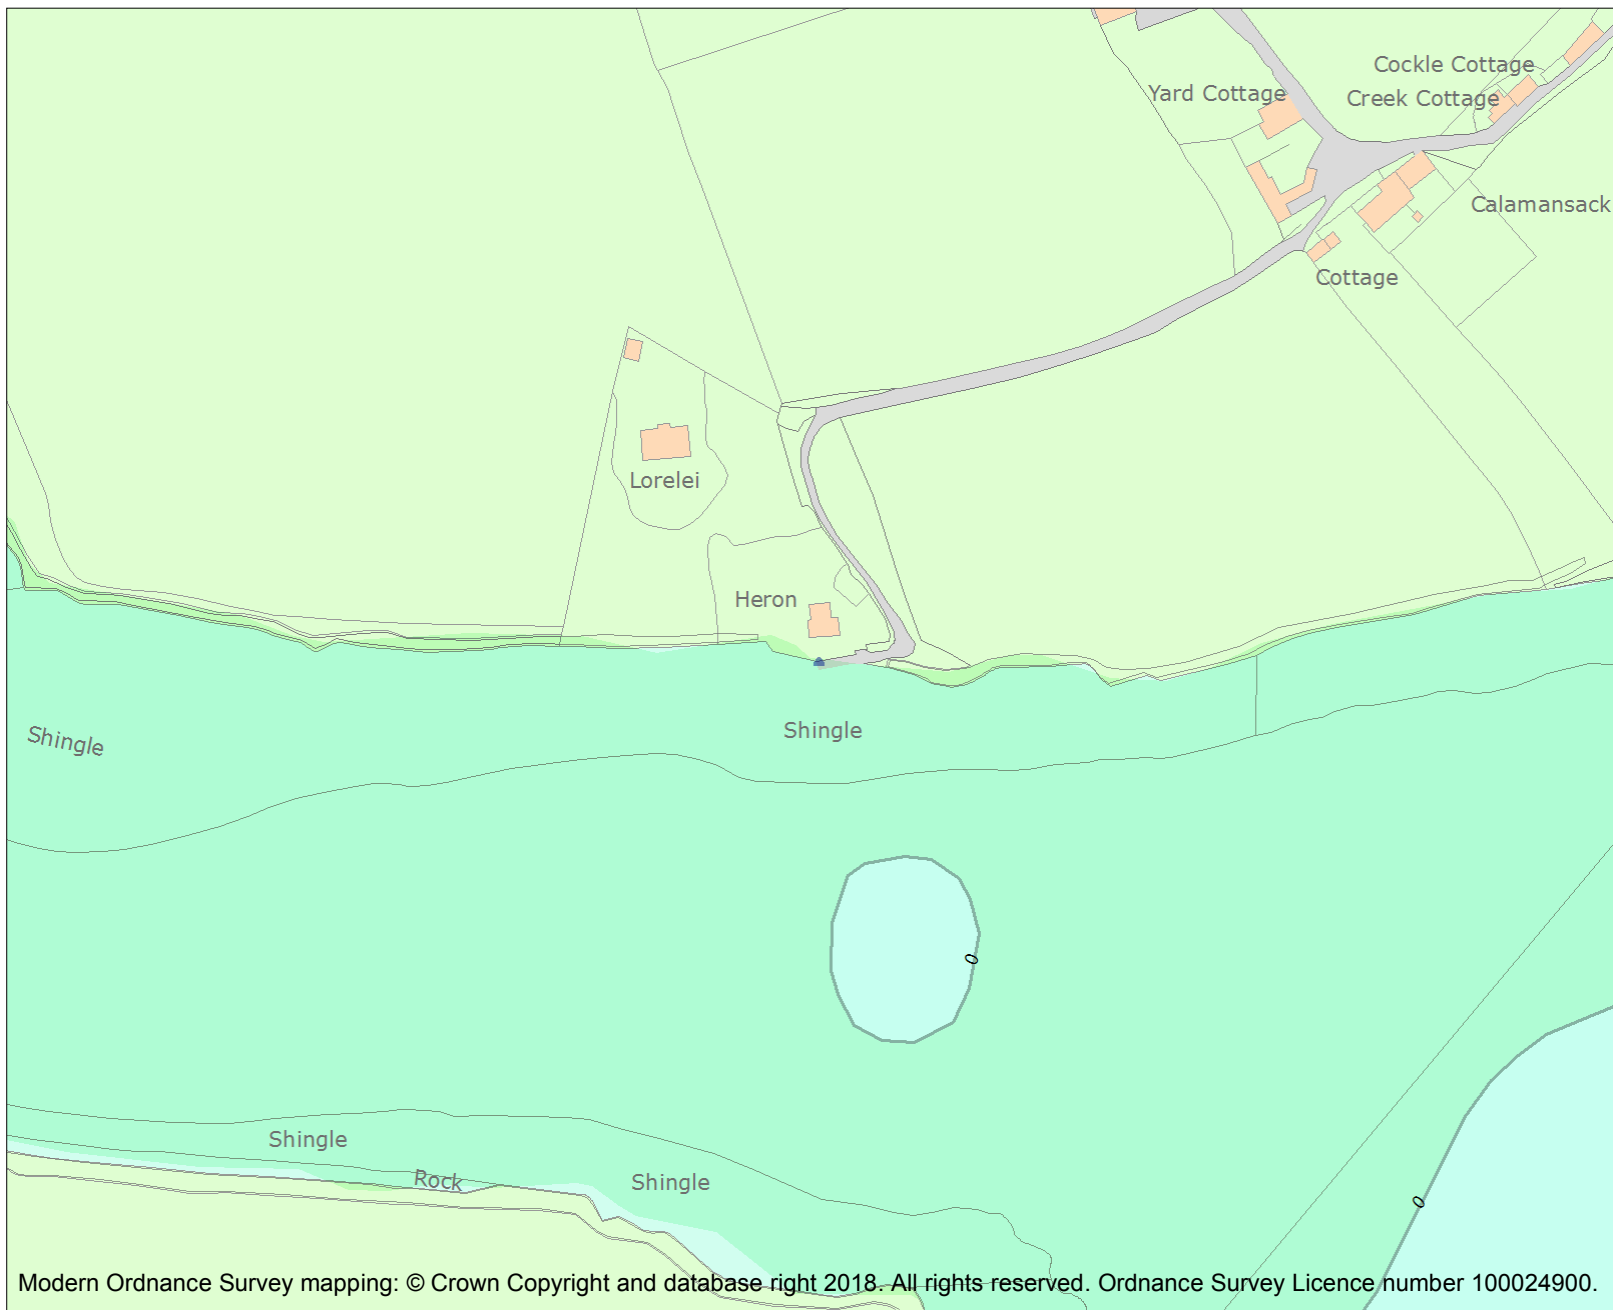 Cockle Cottage
Yard Cottage
Creek Cottage
Calamansack
Cottage
Lorelei
Heron
Shingle
Shingle
0
Shingle
Rock
Shingle
0
Modern Ordnance Survey mapping: © Crown Copyright and database right 2018. All rights reserved. Ordnance Survey Licence number 100024900.